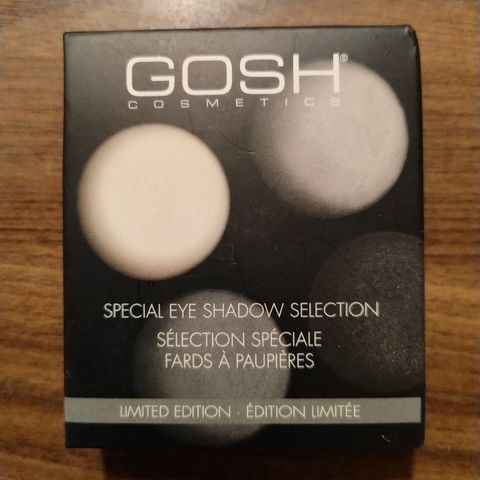 GOSH®
COSMETICS
SPECIAL EYE SHADOW SELECTION
SÉLECTION SPÉCIALE
FARDS À PAUPIÈRES
LIMITED EDITION · ÉDITION LIMITÉE